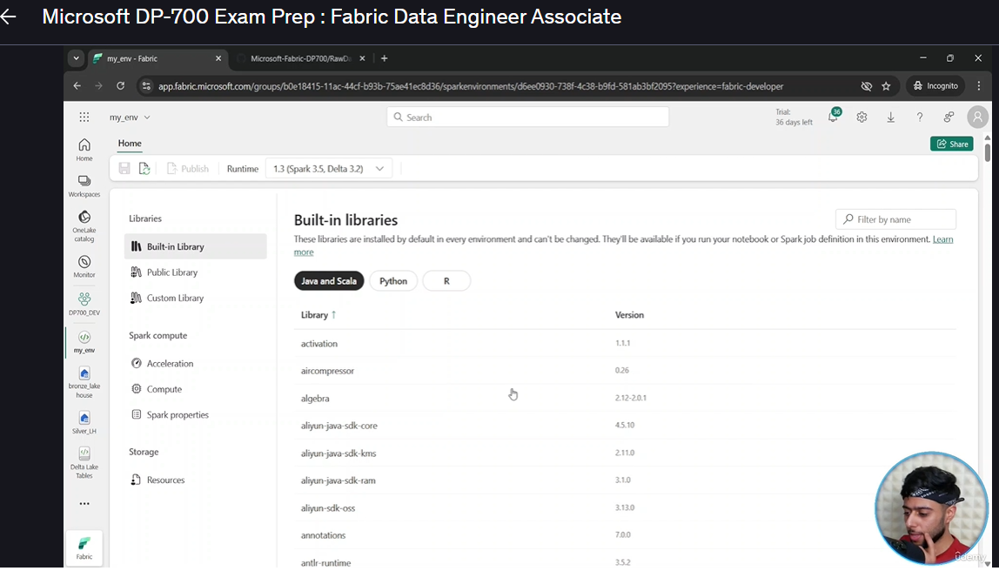 Microsoft DP-700 Exam Prep : Fabric Data Engineer Associate
my_env - Fabric
Microsoft-Fabric-DP700/RawDa
app.fabric.microsoft.com/groups/b0e18415-11ac-44cf-b93b-75ae41ec8d36/sparkenvironments/d6ee0930-738f-4c38-b9fd-581ab3bf2095?experience=fabric-developer
Incognito
my_env
Search
Trial:
36 days left
36
Home
Share
Publish
Runtime
1.3 (Spark 3.5, Delta 3.2)
Home
Workspaces
OneLake
catalog
Monitor
DP700_DEV
my_env
bronze_lake
house
Silver_LH
Delta Lake
Tables
Fabric
Libraries
Built-in Library
Public Library
Custom Library
Spark compute
Acceleration
Compute
Spark properties
Storage
Resources
Built-in libraries
Filter by name
These libraries are installed by default in every environment and can't be changed. They'll be available if you run your notebook or Spark job definition in this environment. Learn
more
Java and Scala
Python
R
Library ↑ Version
activation 1.1.1
aircompressor 0.26
algebra 2.12-2.0.1
aliyun-java-sdk-core 4.5.10
aliyun-java-sdk-kms 2.11.0
aliyun-java-sdk-ram 3.1.0
aliyun-sdk-oss 3.13.0
annotations 7.0.0
antlr-runtime 3.5.2
ûdemy